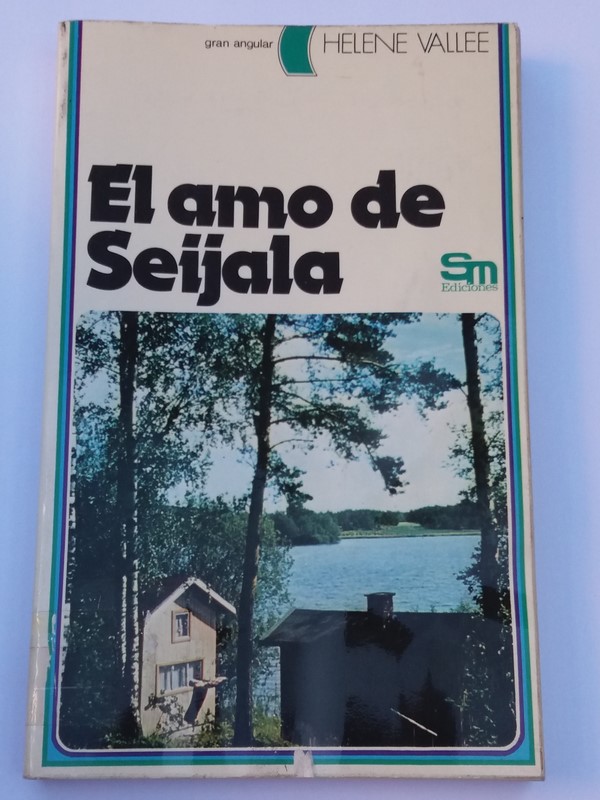 gran angular HELENE VALLEE
El amo de
Seijala
Sm
Ediciones